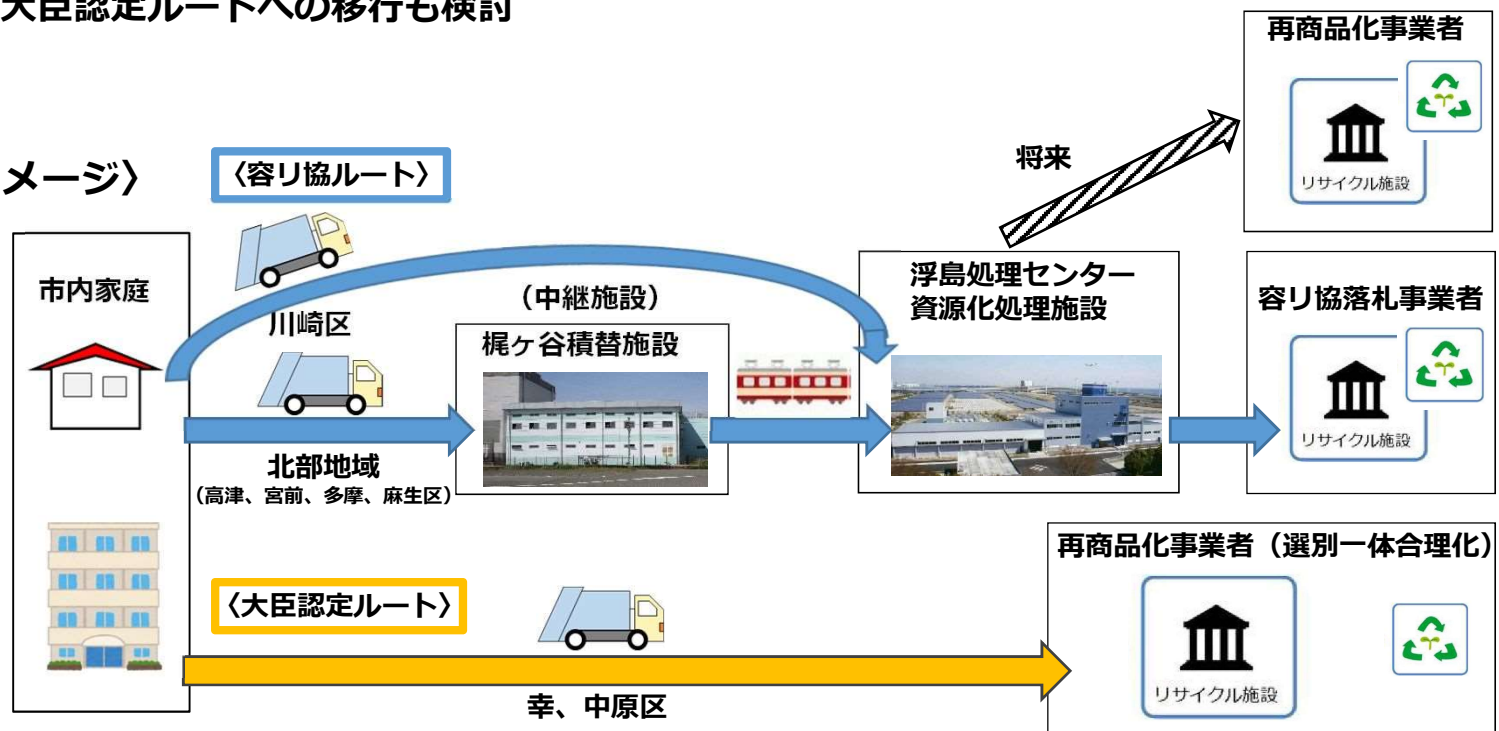 大臣認定ルートへの移行も検討
再商品化事業者
リサイクル施設
将来
メージ〉
〈容リ協ルート〉
市内家庭
川崎区
(中継施設)
梶ヶ谷積替施設
浮島処理センター
資源化処理施設
容リ協落札事業者
リサイクル施設
北部地域
(高津、宮前、多摩、麻生区)
再商品化事業者(選別一体合理化)
〈大臣認定ルート〉
リサイクル施設
幸、中原区